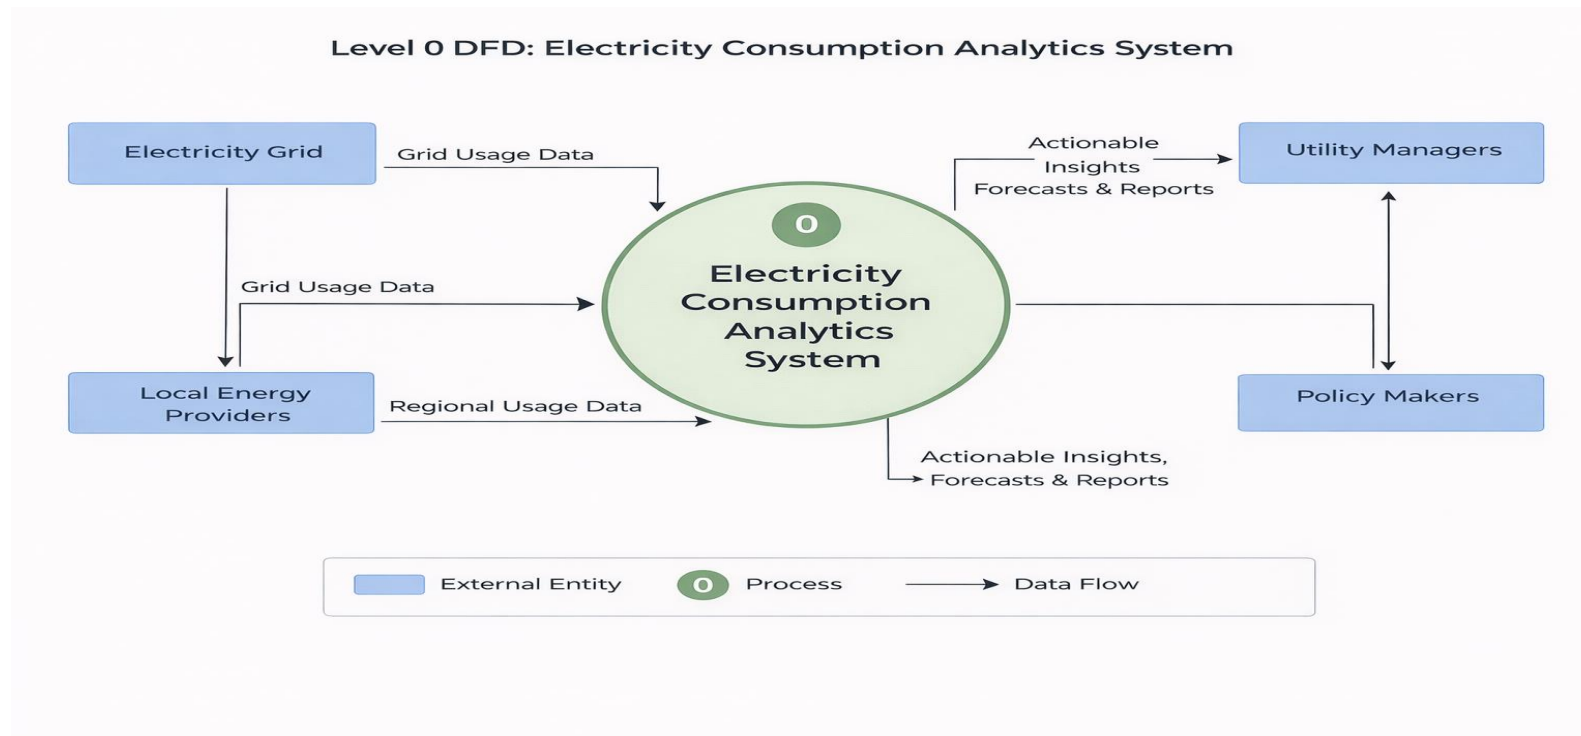 Level 0 DFD: Electricity Consumption Analytics System
Electricity Grid
Grid Usage Data
Actionable
Insights
Forecasts & Reports
Utility Managers
0
Electricity
Consumption
Analytics
System
Grid Usage Data
Local Energy
Providers
Regional Usage Data
Policy Makers
Actionable Insights,
Forecasts & Reports
External Entity
0
Process
Data Flow